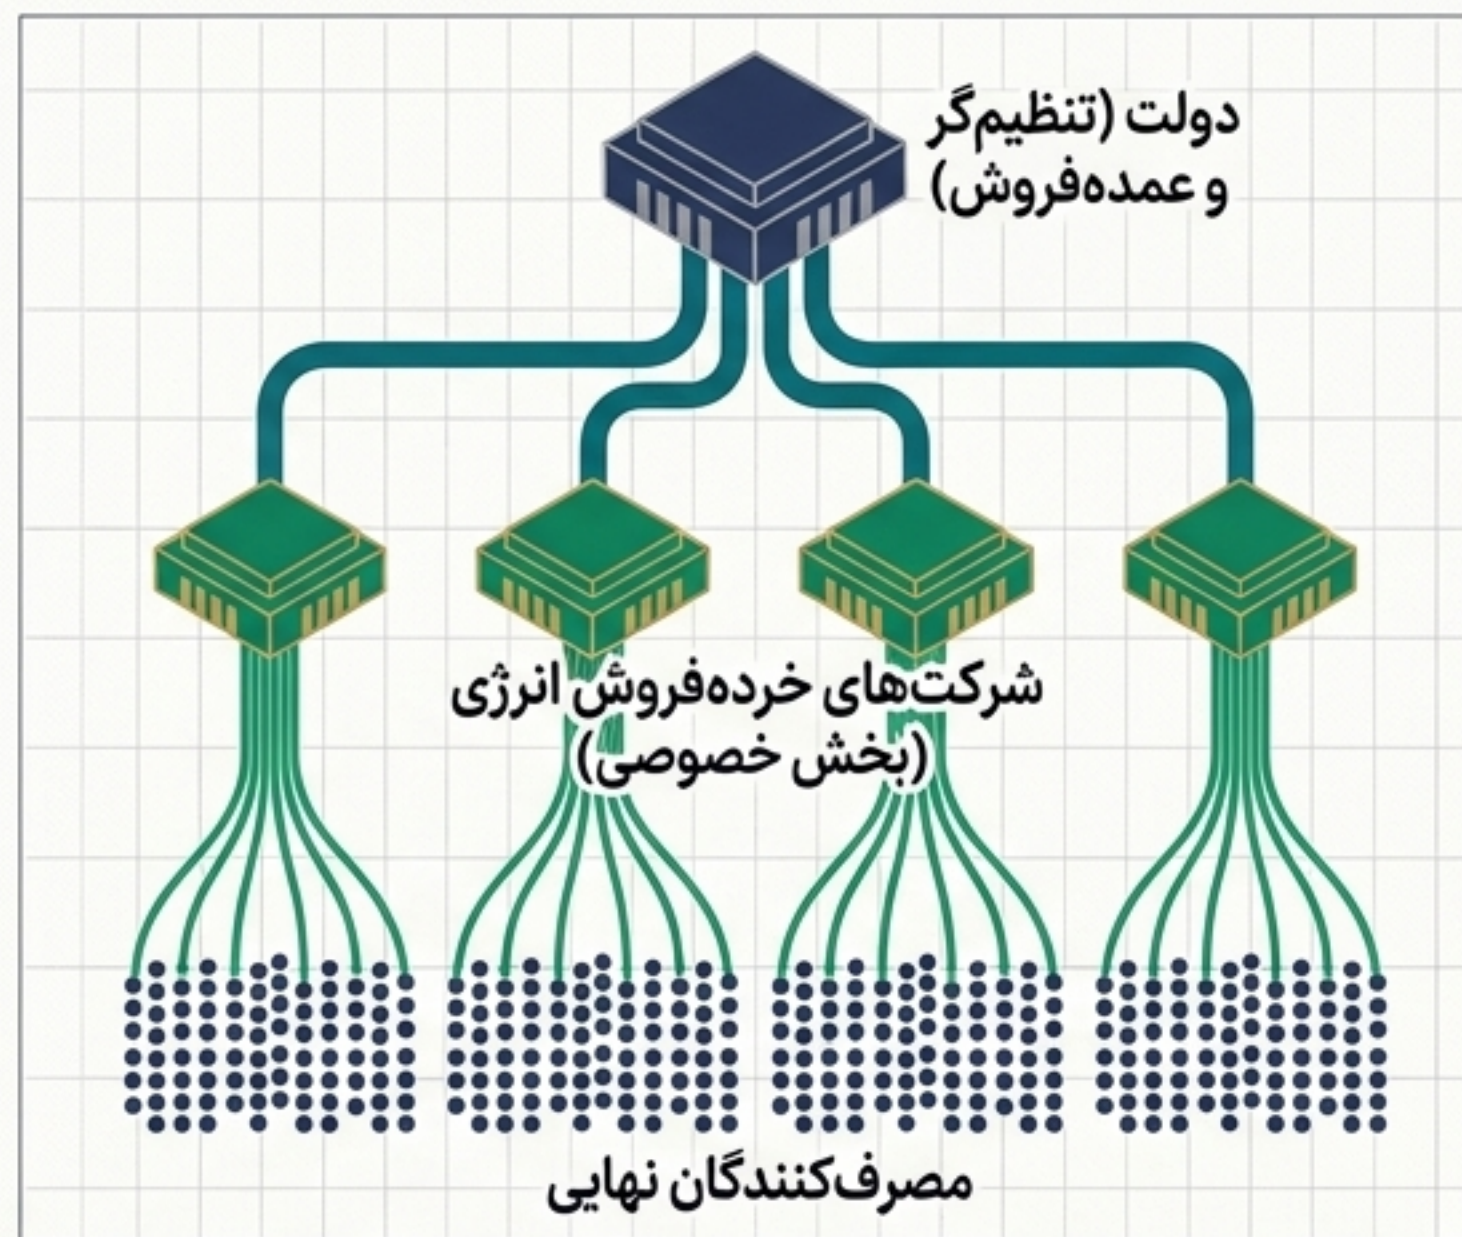 دولت (تنظیم‌گر
و عمده‌فروش)
شرکت‌های خرده‌فروش انرژی
(بخش خصوصی)
مصرف‌کنندگان نهایی